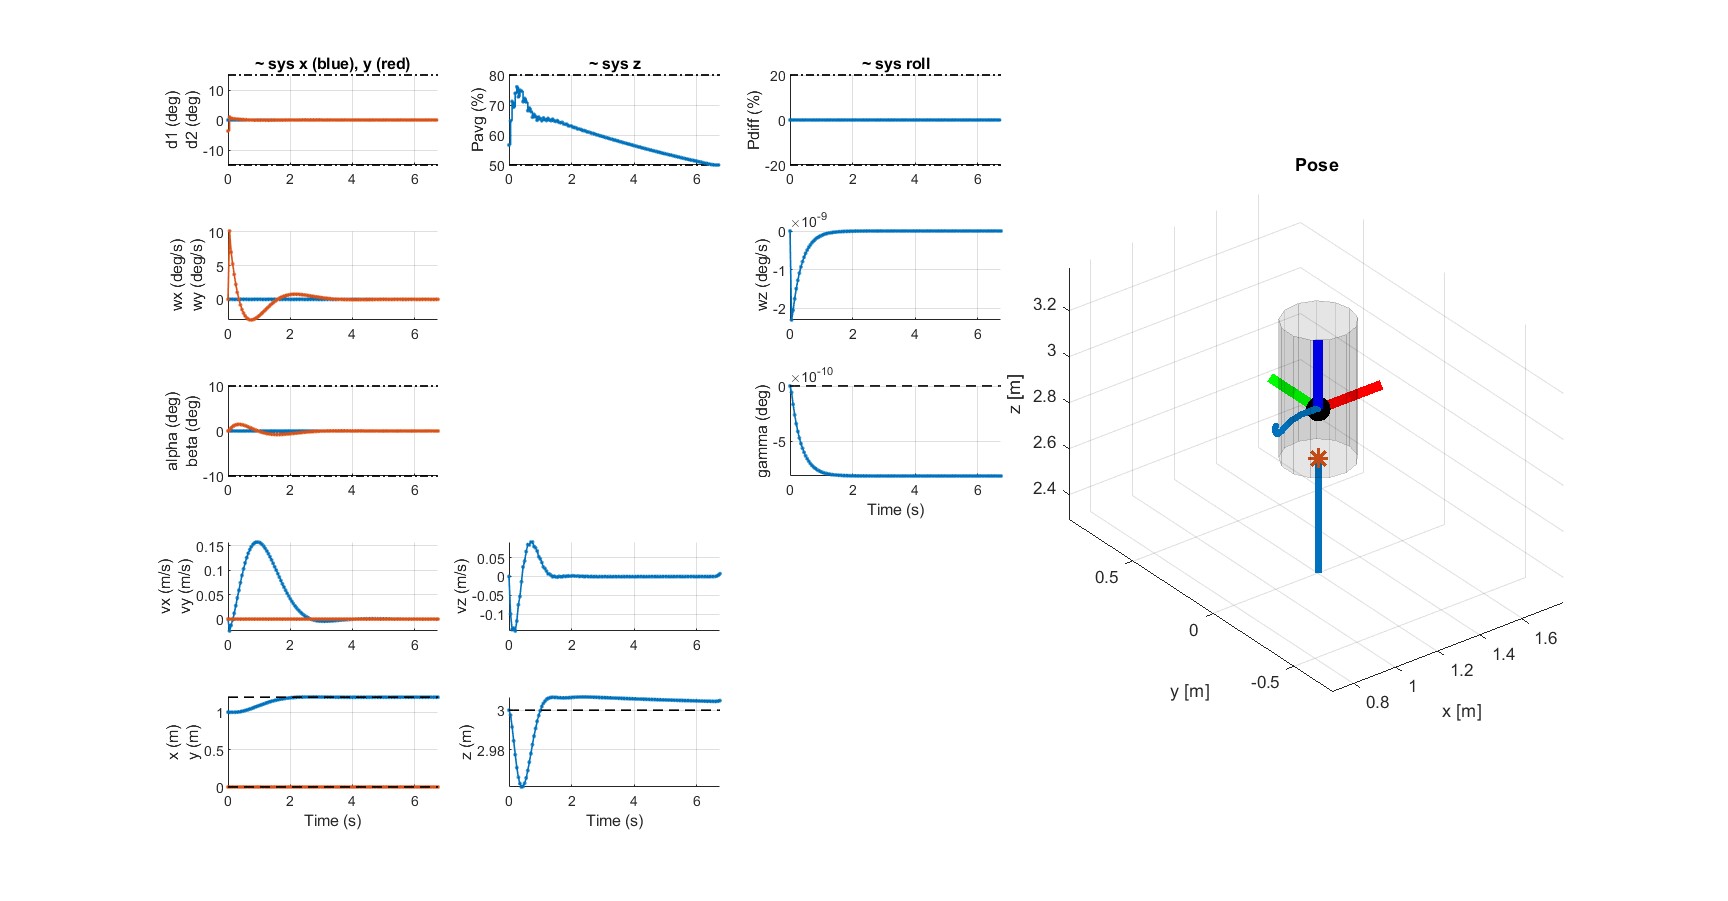 ~ sys x (blue), y (red)
d1 (deg)
d2 (deg)
10
0
-10
0 2 4 6
~ sys z
Pavg (%)
80
70
60
50
0 2 4 6
~ sys roll
Pdiff (%)
20
0
-20
0 2 4 6
wx (deg/s)
wy (deg/s)
10
5
0
0 2 4 6
×10⁻⁹
wz (deg/s)
0
-1
-2
0 2 4 6
alpha (deg)
beta (deg)
10
0
-10
0 2 4 6
×10⁻¹⁰
gamma (deg)
0
-5
0 2 4 6
Time (s)
vx (m/s)
vy (m/s)
0.15
0.1
0.05
0
0 2 4 6
vz (m/s)
0.05
0
-0.05
-0.1
0 2 4 6
x (m)
y (m)
1
0.5
0
0 2 4 6
Time (s)
z (m)
3
2.98
0 2 4 6
Time (s)
Pose
z [m]
3.2
3
2.8
2.6
2.4
0.5
0
-0.5
y [m]
0.8
1
1.2
1.4
1.6
x [m]